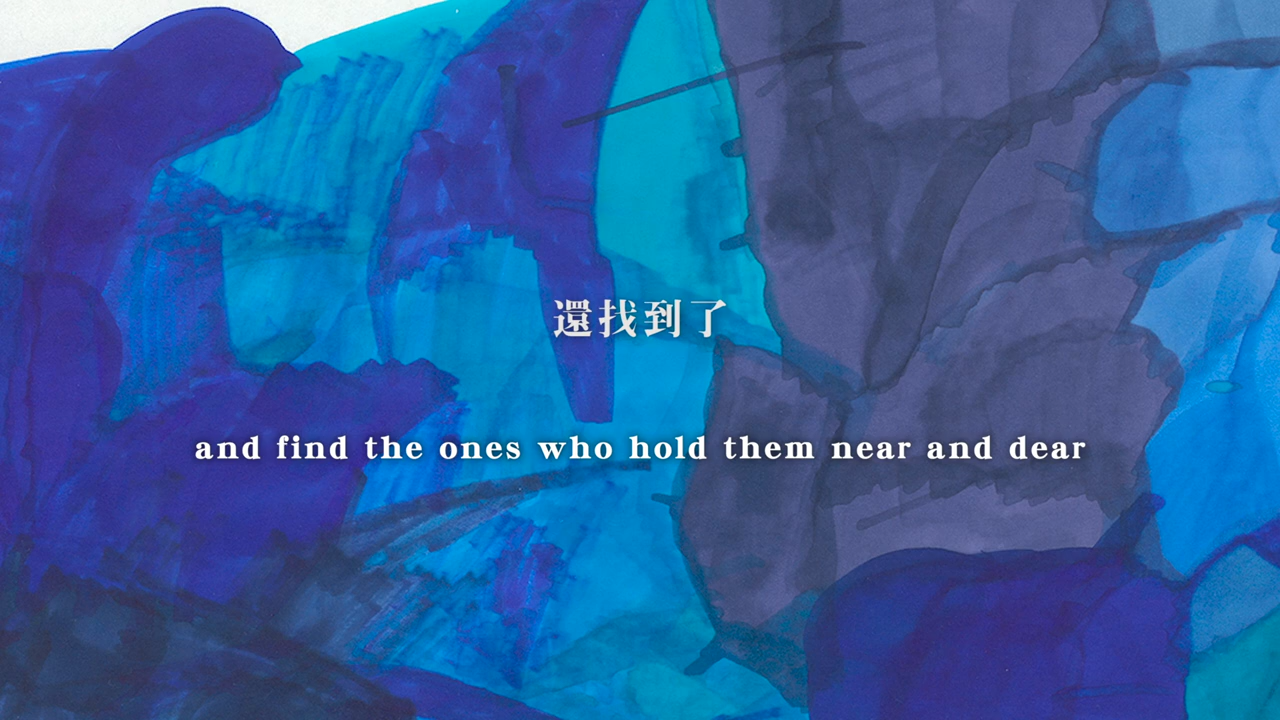 還找到了
and find the ones who hold them near and dear